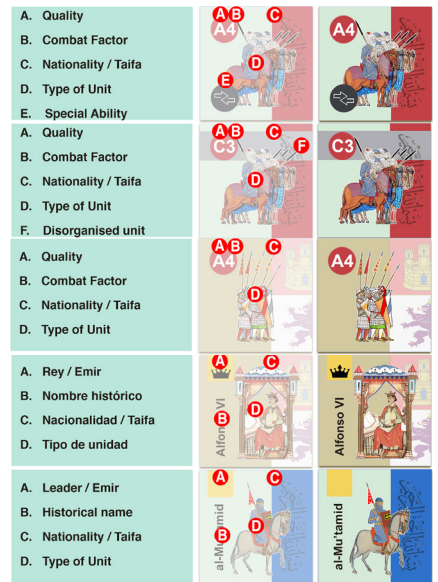 A. Quality
B. Combat Factor
C. Nationality / Taifa
D. Type of Unit
E. Special Ability
A B C
A4
D
E
A4
A. Quality
B. Combat Factor
C. Nationality / Taifa
D. Type of Unit
F. Disorganised unit
A B C
C3
F
D
C3
A. Quality
B. Combat Factor
C. Nationality / Taifa
D. Type of Unit
A B C
A4
D
A4
A. Rey / Emir
B. Nombre histórico
C. Nacionalidad / Taifa
D. Tipo de unidad
A C
B D
Alfonso VI
Alfonso VI
A. Leader / Emir
B. Historical name
C. Nationality / Taifa
D. Type of Unit
A C
B D
al-Mu'tamid
al-Mu'tamid